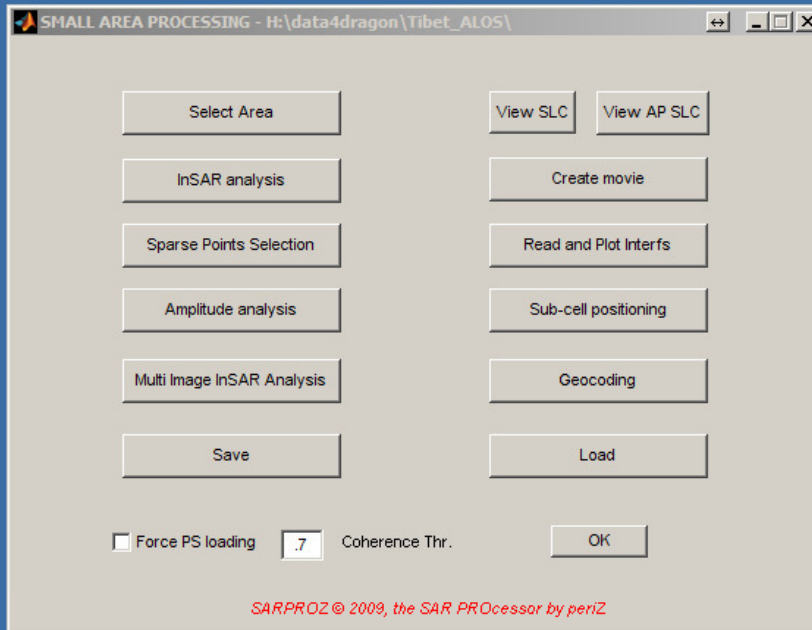 SMALL AREA PROCESSING - H:\data4dragon\Tibet_ALOS\
Select Area
View SLC
View AP SLC
InSAR analysis
Create movie
Sparse Points Selection
Read and Plot Interfs
Amplitude analysis
Sub-cell positioning
Multi Image InSAR Analysis
Geocoding
Save
Load
Force PS loading
.7
Coherence Thr.
OK
SARPROZ © 2009, the SAR PROcessor by periZ